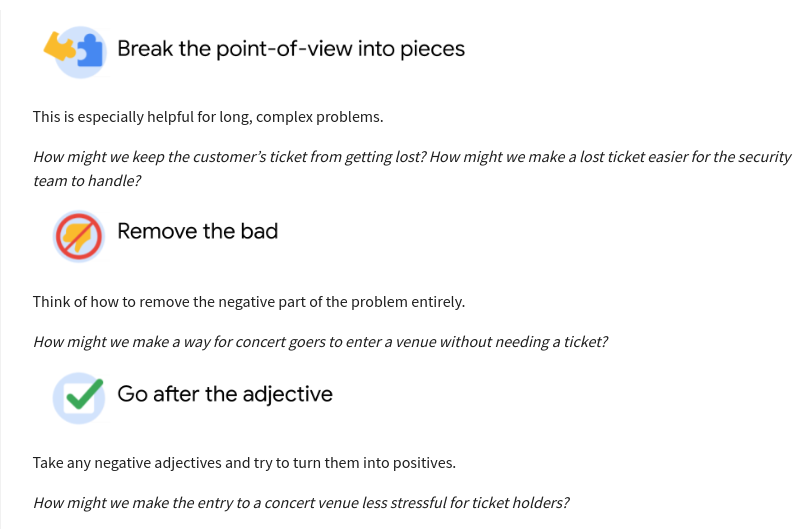 Break the point-of-view into pieces
This is especially helpful for long, complex problems.
How might we keep the customer’s ticket from getting lost? How might we make a lost ticket easier for the security
team to handle?
Remove the bad
Think of how to remove the negative part of the problem entirely.
How might we make a way for concert goers to enter a venue without needing a ticket?
Go after the adjective
Take any negative adjectives and try to turn them into positives.
How might we make the entry to a concert venue less stressful for ticket holders?